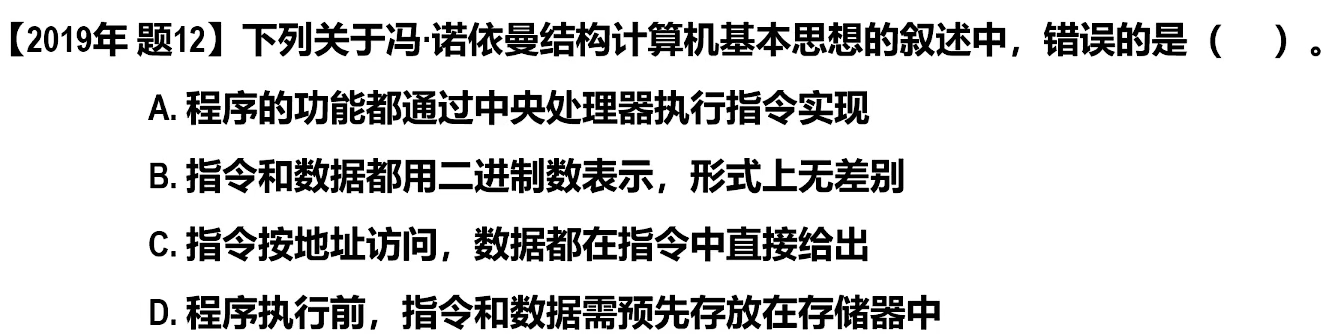 【2019年 题12】下列关于冯·诺依曼结构计算机基本思想的叙述中，错误的是（ ）。
A. 程序的功能都通过中央处理器执行指令实现
B. 指令和数据都用二进制数表示，形式上无差别
C. 指令按地址访问，数据都在指令中直接给出
D. 程序执行前，指令和数据需预先存放在存储器中